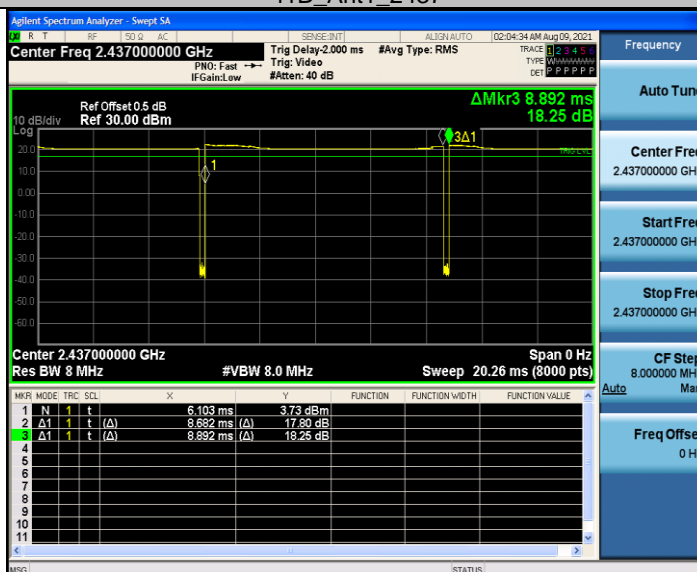 Agilent Spectrum Analyzer - Swept SA
R T RF 50 Ω AC SENSE:INT ALIGN AUTO 02:04:34 AM Aug 09, 2021
Center Freq 2.437000000 GHz
PNO: Fast
IFGain:Low
Trig Delay-2.000 ms
Trig: Video
#Atten: 40 dB
#Avg Type: RMS
TRACE 1 2 3 4 5 6
TYPE
DET P P P P P P
ΔMkr3 8.892 ms
18.25 dB
Ref Offset 0.5 dB
10 dB/div Ref 30.00 dBm
Log
20.0
10.0
0.00
-10.0
-20.0
-30.0
-40.0
-50.0
-60.0
1
3Δ1
TRIG LVL
Center 2.437000000 GHz Span 0 Hz
Res BW 8 MHz #VBW 8.0 MHz Sweep 20.26 ms (8000 pts)
MKR MODE TRC SCL X Y FUNCTION FUNCTION WIDTH FUNCTION VALUE
1 N 1 t 6.103 ms 3.73 dBm
2 Δ1 1 t (Δ) 8.682 ms (Δ) 17.80 dB
3 Δ1 1 t (Δ) 8.892 ms (Δ) 18.25 dB
4
5
6
7
8
9
10
11
MSG STATUS
Frequency
Auto Tun
Center Fre
2.437000000 GH
Start Fre
2.437000000 GH
Stop Fre
2.437000000 GH
CF Step
8.000000 MH
Auto Ma
Freq Offse
0 H